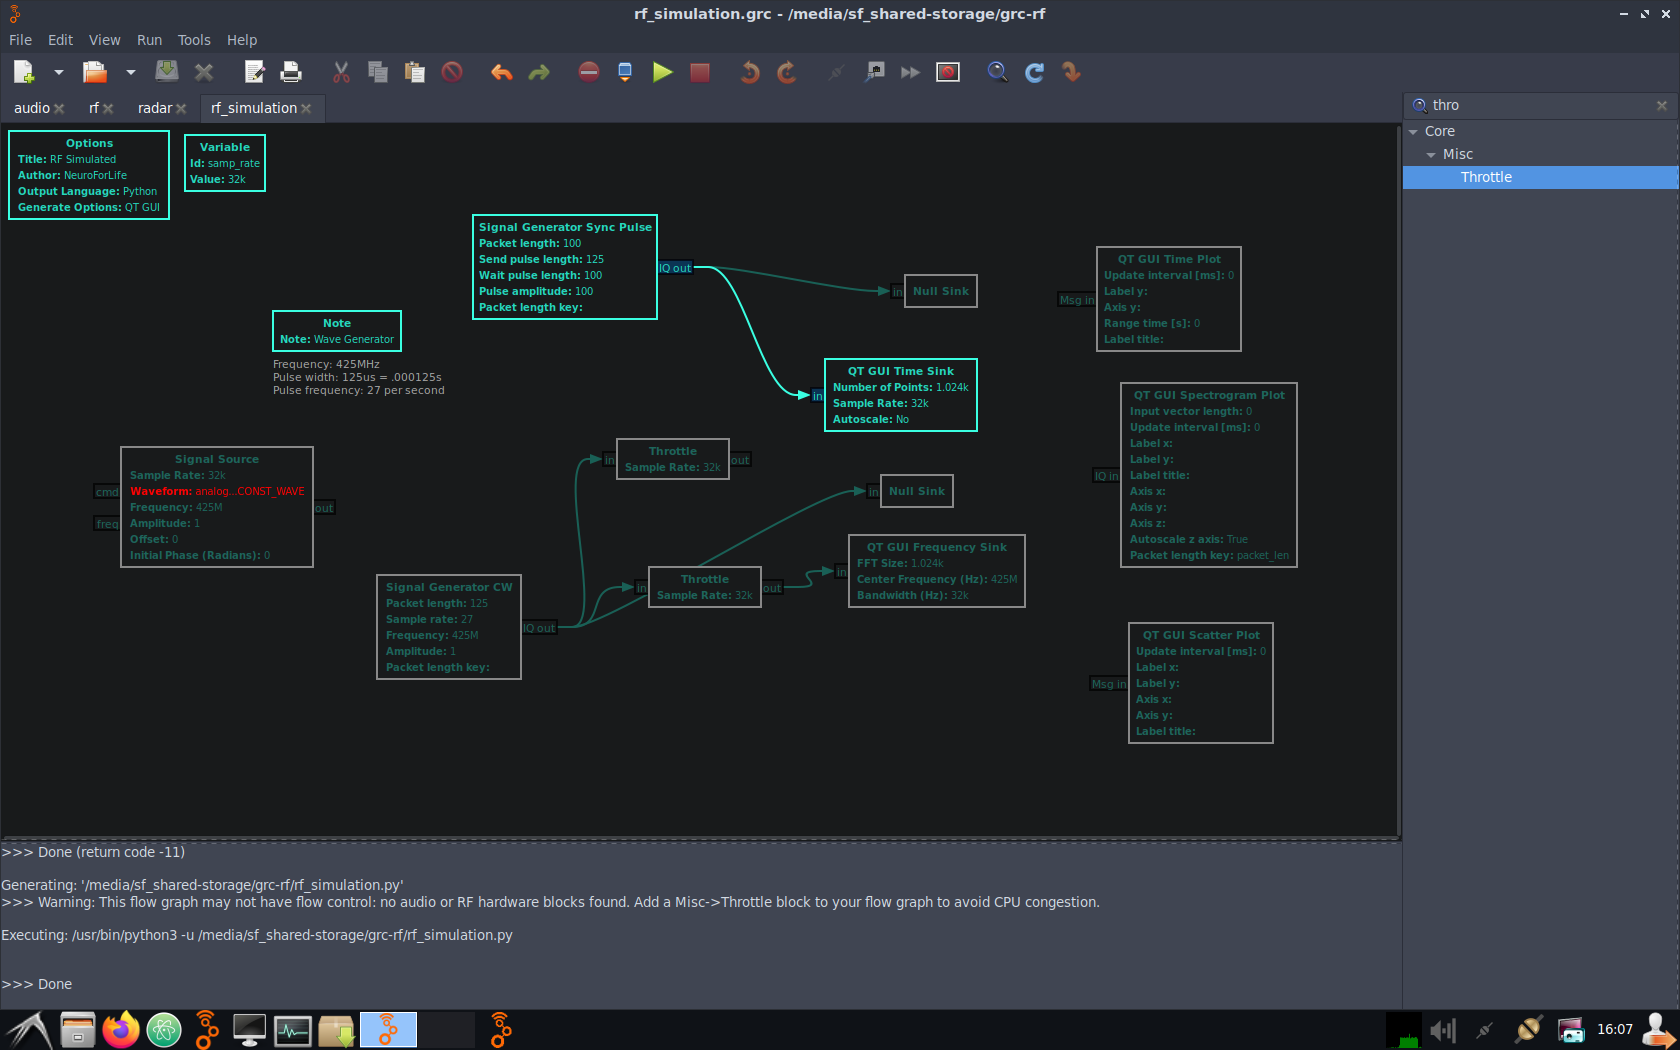 rf_simulation.grc - /media/sf_shared-storage/grc-rf
File Edit View Run Tools Help
audio rf radar rf_simulation
thro
Core
Misc
Throttle
Options
Title: RF Simulated
Author: NeuroForLife
Output Language: Python
Generate Options: QT GUI
Variable
Id: samp_rate
Value: 32k
Signal Generator Sync Pulse
Packet length: 100
Send pulse length: 125
Wait pulse length: 100
Pulse amplitude: 100
Packet length key:
IQ out
in
Null Sink
Msg in
QT GUI Time Plot
Update interval [ms]: 0
Label y:
Axis y:
Range time [s]: 0
Label title:
Note
Note: Wave Generator
Frequency: 425MHz
Pulse width: 125us = .000125s
Pulse frequency: 27 per second
in
QT GUI Time Sink
Number of Points: 1.024k
Sample Rate: 32k
Autoscale: No
IQ in
QT GUI Spectrogram Plot
Input vector length: 0
Update interval [ms]: 0
Label x:
Label y:
Label title:
Axis x:
Axis y:
Axis z:
Autoscale z axis: True
Packet length key: packet_len
cmd
freq
Signal Source
Sample Rate: 32k
Waveform: analog...CONST_WAVE
Frequency: 425M
Amplitude: 1
Offset: 0
Initial Phase (Radians): 0
out
in
Throttle
Sample Rate: 32k
out
in
Null Sink
Signal Generator CW
Packet length: 125
Sample rate: 27
Frequency: 425M
Amplitude: 1
Packet length key:
IQ out
in
Throttle
Sample Rate: 32k
out
in
QT GUI Frequency Sink
FFT Size: 1.024k
Center Frequency (Hz): 425M
Bandwidth (Hz): 32k
Msg in
QT GUI Scatter Plot
Update interval [ms]: 0
Label x:
Label y:
Axis x:
Axis y:
Label title:
>>> Done (return code -11)
Generating: '/media/sf_shared-storage/grc-rf/rf_simulation.py'
>>> Warning: This flow graph may not have flow control: no audio or RF hardware blocks found. Add a Misc->Throttle block to your flow graph to avoid CPU congestion.
Executing: /usr/bin/python3 -u /media/sf_shared-storage/grc-rf/rf_simulation.py
>>> Done
16:07